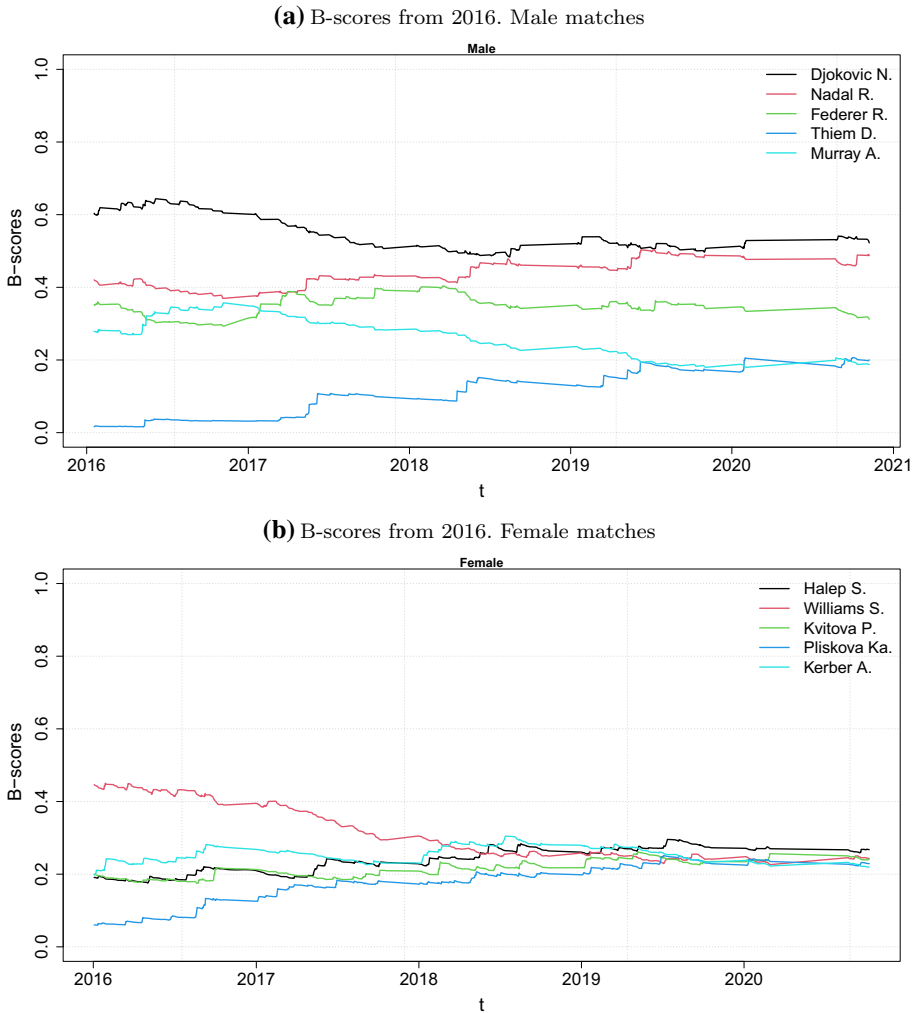 (a) B-scores from 2016. Male matches
Male
1.0
0.8
0.6
0.4
0.2
0.0
B−scores
Djokovic N.
Nadal R.
Federer R.
Thiem D.
Murray A.
2016 2017 2018 2019 2020 2021
t
(b) B-scores from 2016. Female matches
Female
1.0
0.8
0.6
0.4
0.2
0.0
B−scores
Halep S.
Williams S.
Kvitova P.
Pliskova Ka.
Kerber A.
2016 2017 2018 2019 2020
t